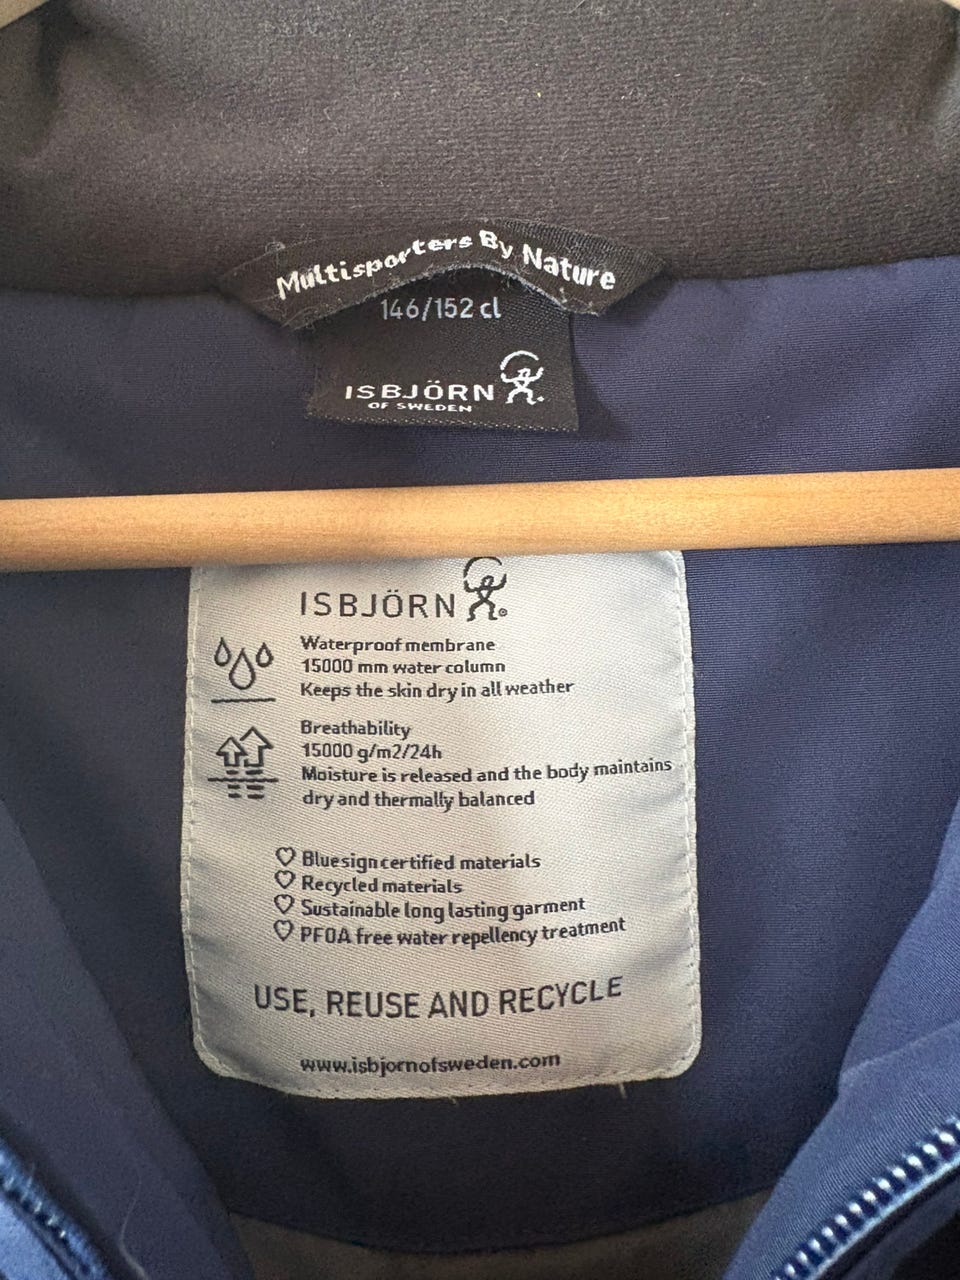 Multisporters By Nature
146/152 cl
ISBJÖRN
OF SWEDEN
ISBJÖRN
Waterproof membrane
15000 mm water column
Keeps the skin dry in all weather
Breathability
15000 g/m2/24h
Moisture is released and the body maintains
dry and thermally balanced
Bluesign certified materials
Recycled materials
Sustainable long lasting garment
PFOA free water repellency treatment
USE, REUSE AND RECYCLE
www.isbjornofsweden.com